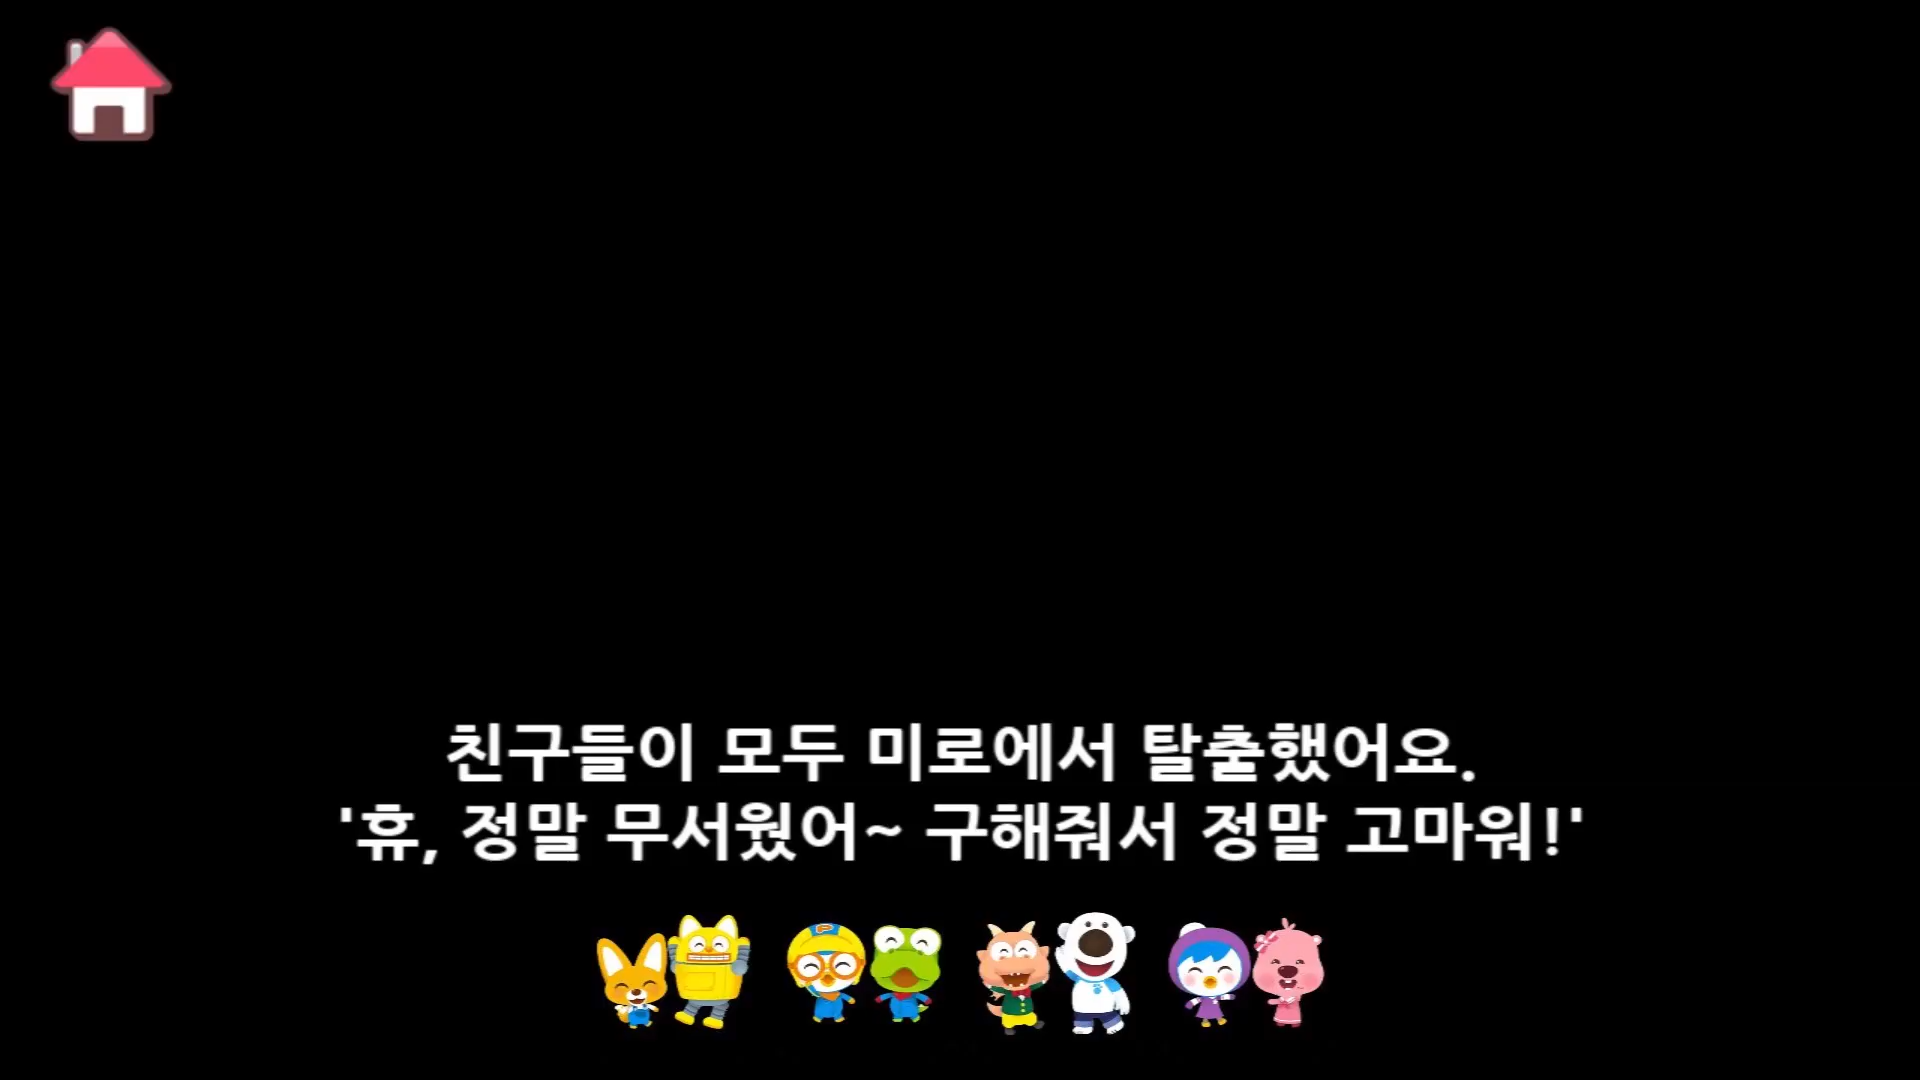 친구들이 모두 미로에서 탈출했어요.
'휴, 정말 무서웠어~ 구해줘서 정말 고마워!'